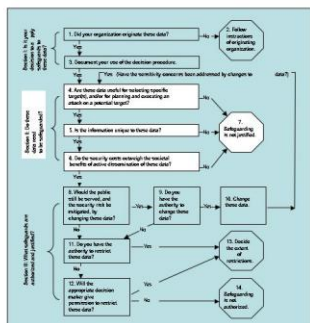 Section I: Is it your
decision to apply
safeguards to
these data?
1. Did your organization originate these data?
No
2. Follow
instructions
of originating
organization.
Yes
3. Document your use of the decision procedure.
Yes (Have the sensitivity concerns been addressed by changes to data?)
Section II: Do these
data need
to be safeguarded?
4. Are these data useful for selecting specific
target(s), and/or for planning and executing an
attack on a potential target?
No
Yes
5. Is the information unique to these data?
No
7.
Safeguarding
is not justified.
Yes
6. Do the security costs outweigh the societal
benefits of active dissemination of these data?
No
Yes
Section III: What safeguards are
authorized and justified?
8. Would the public
still be served, and
the security risk be
mitigated, by
changing these data?
Yes
9. Do you
have the
authority to
change these
data?
Yes
10. Change
these data.
No
No
11. Do you have the
authority to restrict
these data?
Yes
13. Decide
the extent
of
restrictions.
No
12. Will the
appropriate
decision maker
give permission to
restrict these
data?
Yes
No
14.
Safeguarding
is not
authorized.